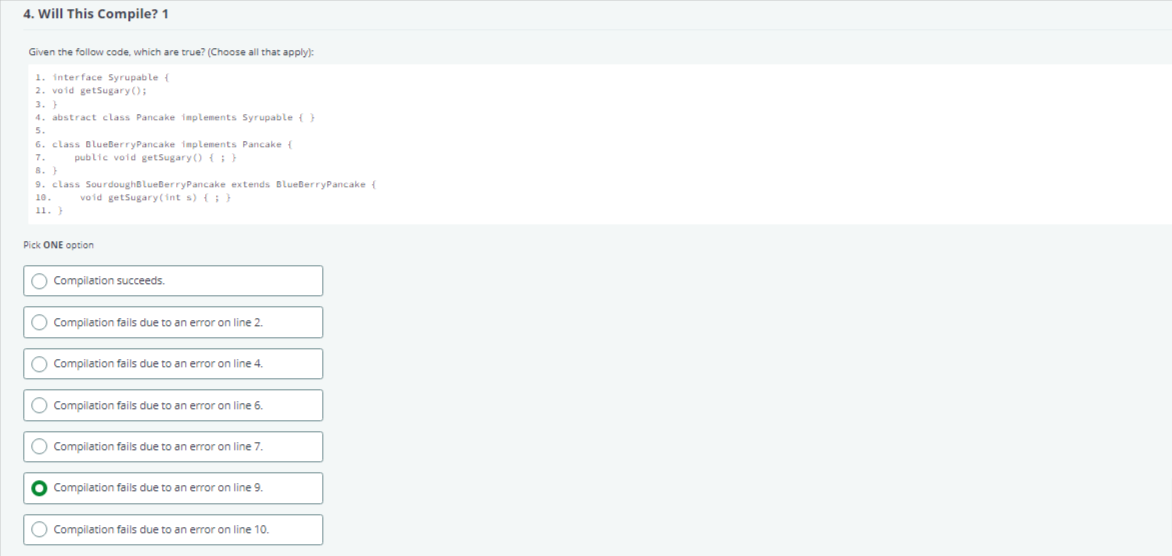 4. Will This Compile? 1
Given the follow code, which are true? (Choose all that apply):
1. interface Syrupable {
2. void getSugary();
3. }
4. abstract class Pancake implements Syrupable { }
5.
6. class BlueBerryPancake implements Pancake {
7. public void getSugary() { ; }
8. }
9. class SourdoughBlueBerryPancake extends BlueBerryPancake {
10. void getSugary(int s) { ; }
11. }
Pick ONE option
Compilation succeeds.
Compilation fails due to an error on line 2.
Compilation fails due to an error on line 4.
Compilation fails due to an error on line 6.
Compilation fails due to an error on line 7.
Compilation fails due to an error on line 9.
Compilation fails due to an error on line 10.